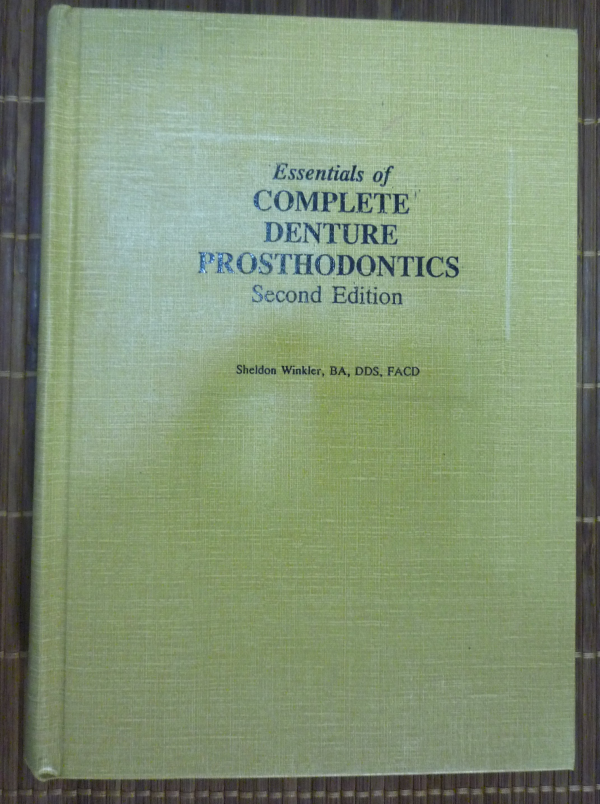 Essentials of
COMPLETE
DENTURE
PROSTHODONTICS
Second Edition
Sheldon Winkler, BA, DDS, FACD